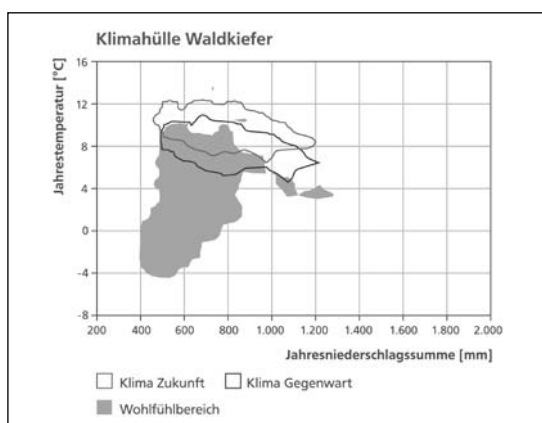 Klimahülle Waldkiefer
Jahrestemperatur [°C]
16
12
8
4
0
-4
-8
200
400
600
800
1.000
1.200
1.400
1.600
1.800
2.000
Jahresniederschlagssumme [mm]
Klima Zukunft
Klima Gegenwart
Wohlfühlbereich